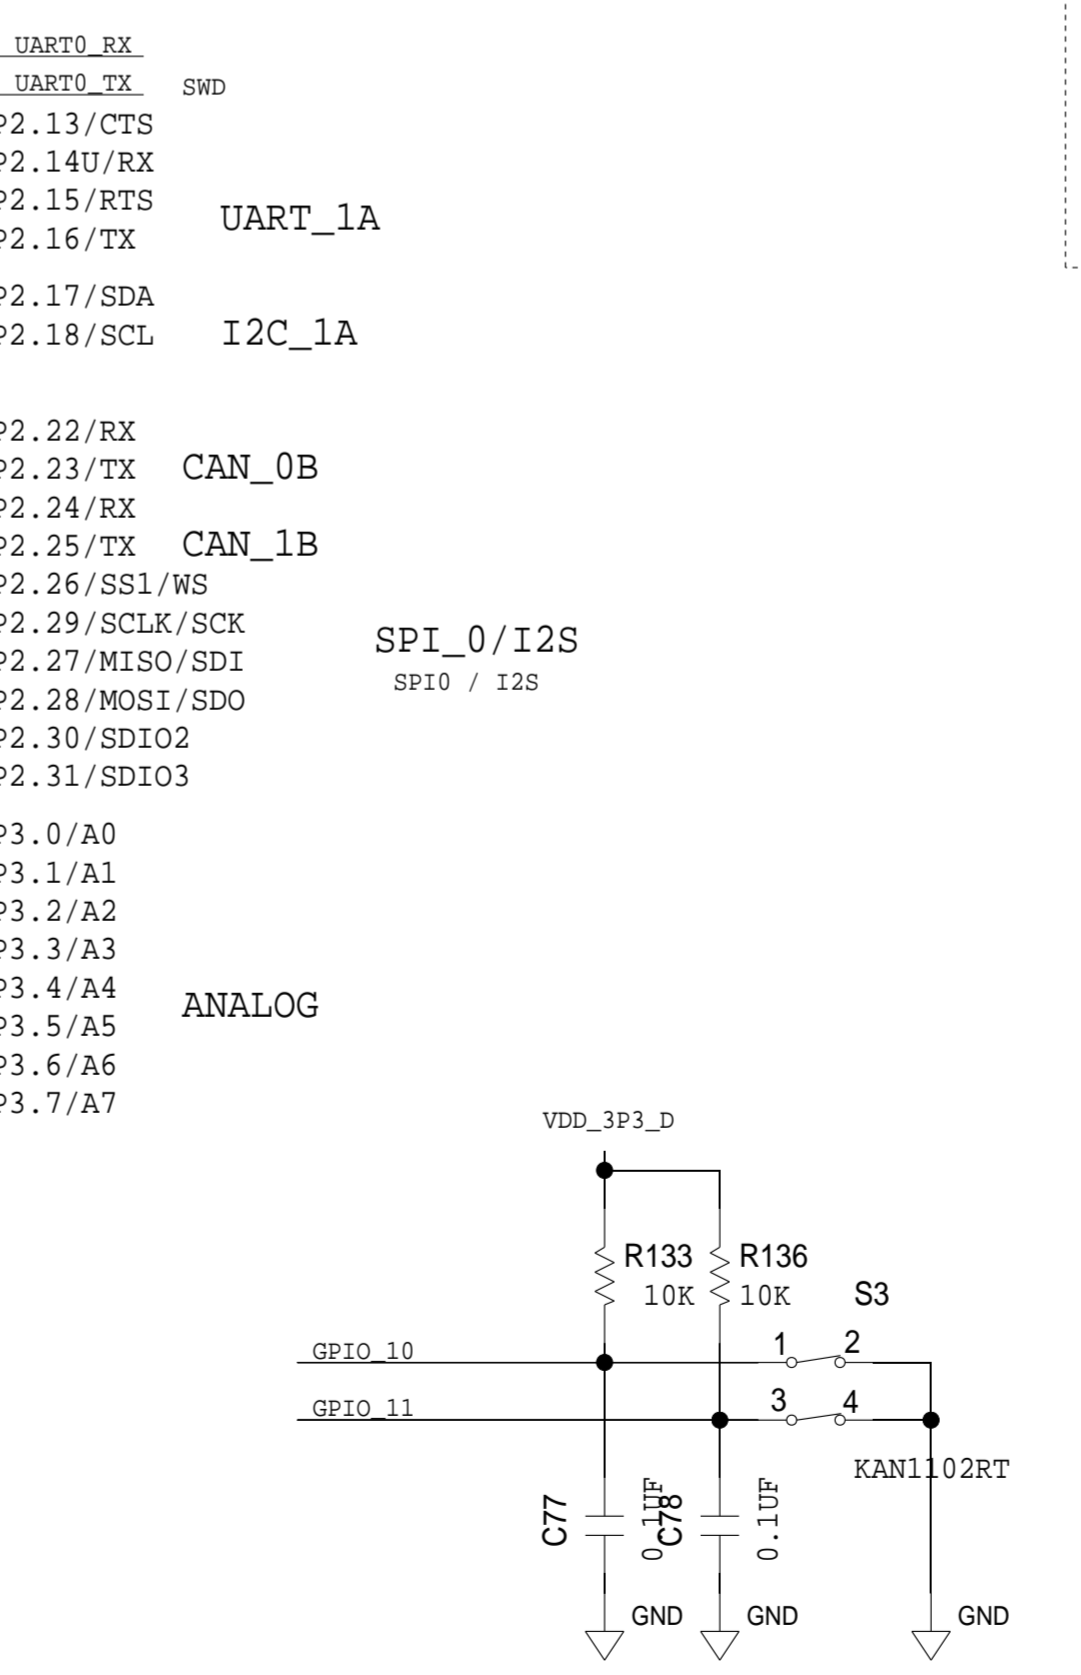 UART0_RX
UART0_TX
SWD
P2.13/CTS
P2.14U/RX
P2.15/RTS
P2.16/TX
UART_1A
P2.17/SDA
P2.18/SCL
I2C_1A
P2.22/RX
P2.23/TX
CAN_0B
P2.24/RX
P2.25/TX
CAN_1B
P2.26/SS1/WS
P2.29/SCLK/SCK
P2.27/MISO/SDI
P2.28/MOSI/SDO
P2.30/SDIO2
P2.31/SDIO3
SPI_0/I2S
SPI0 / I2S
P3.0/A0
P3.1/A1
P3.2/A2
P3.3/A3
P3.4/A4
P3.5/A5
P3.6/A6
P3.7/A7
ANALOG
VDD_3P3_D
R133
10K
R136
10K
S3
GPIO_10
1 2
GPIO_11
3 4
KAN1102RT
C77
0.1UF
C78
0.1UF
GND
GND
GND